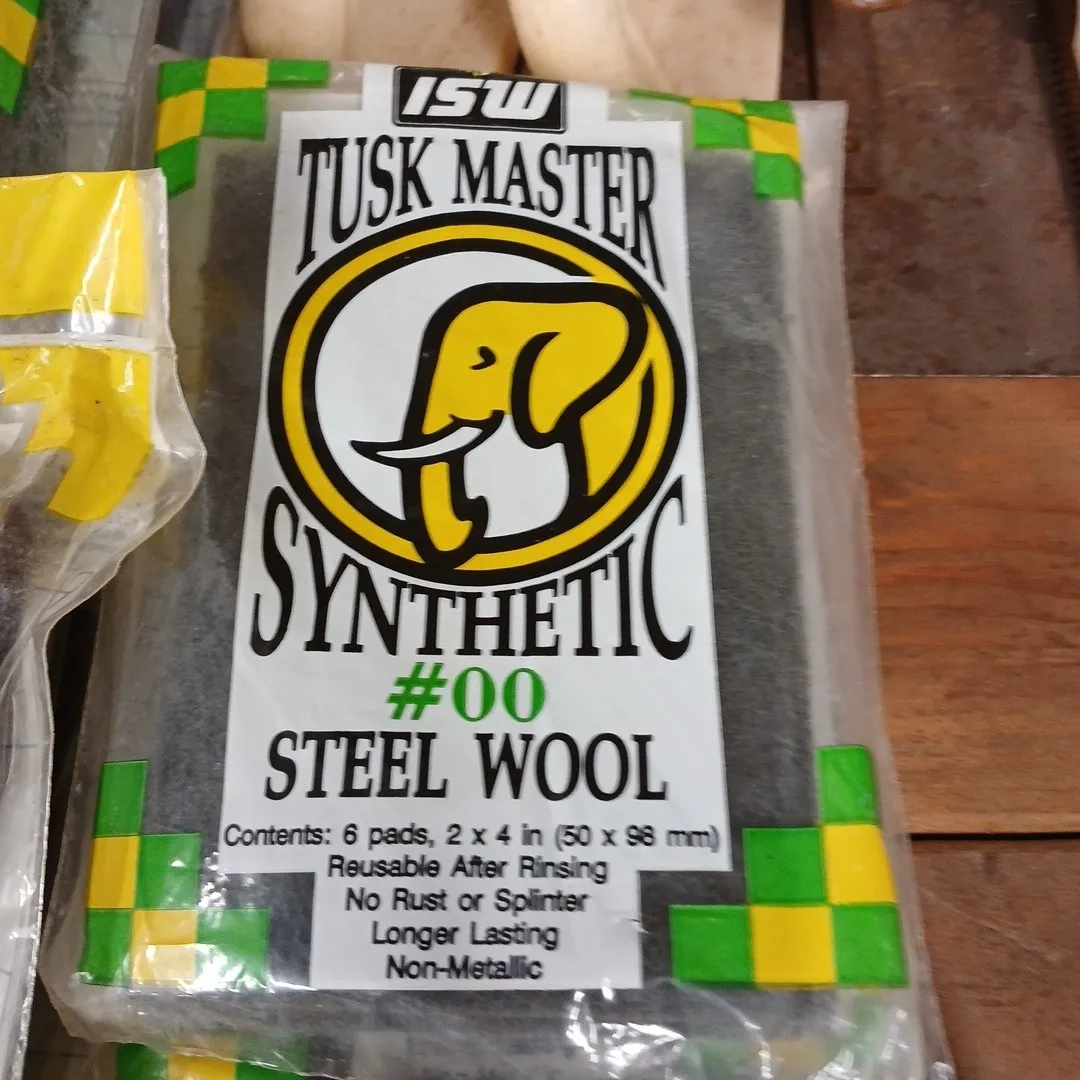 ISW
TUSK MASTER
SYNTHETIC
#00
STEEL WOOL
Contents: 6 pads, 2 x 4 in (50 x 98 mm)
Reusable After Rinsing
No Rust or Splinter
Longer Lasting
Non-Metallic